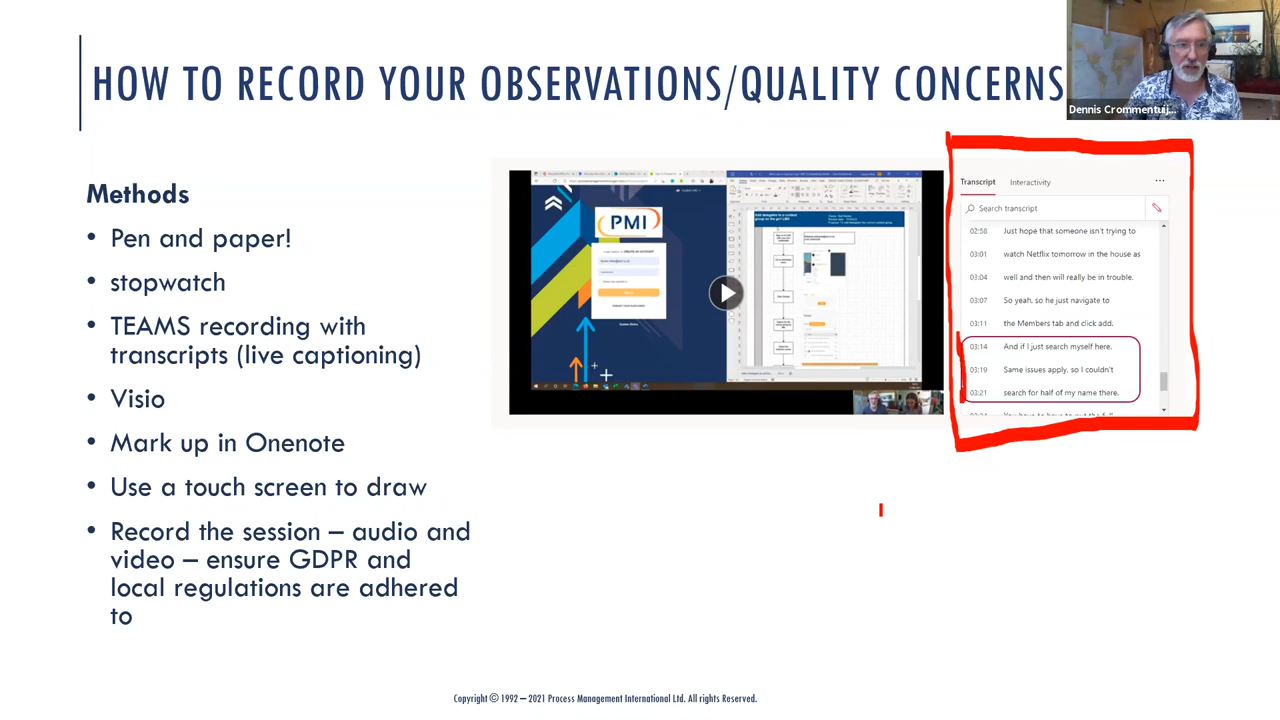 HOW TO RECORD YOUR OBSERVATIONS/QUALITY CONCERNS
Dennis Crommentuij...
Methods
• Pen and paper!
• stopwatch
• TEAMS recording with
transcripts (live captioning)
• Visio
• Mark up in Onenote
• Use a touch screen to draw
• Record the session – audio and
video – ensure GDPR and
local regulations are adhered
to
PMI
Transcript Interactivity ...
Search transcript
02:58 Just hope that someone isn't trying to
03:01 watch Netflix tomorrow in the house as
03:04 well and then will really be in trouble.
03:07 So yeah, so he just navigate to
03:11 the Members tab and click add.
03:14 And if I just search myself here.
03:19 Same issues apply, so I couldn't
03:21 search for half of my name there.
Copyright © 1992 – 2021 Process Management International Ltd. All rights Reserved.